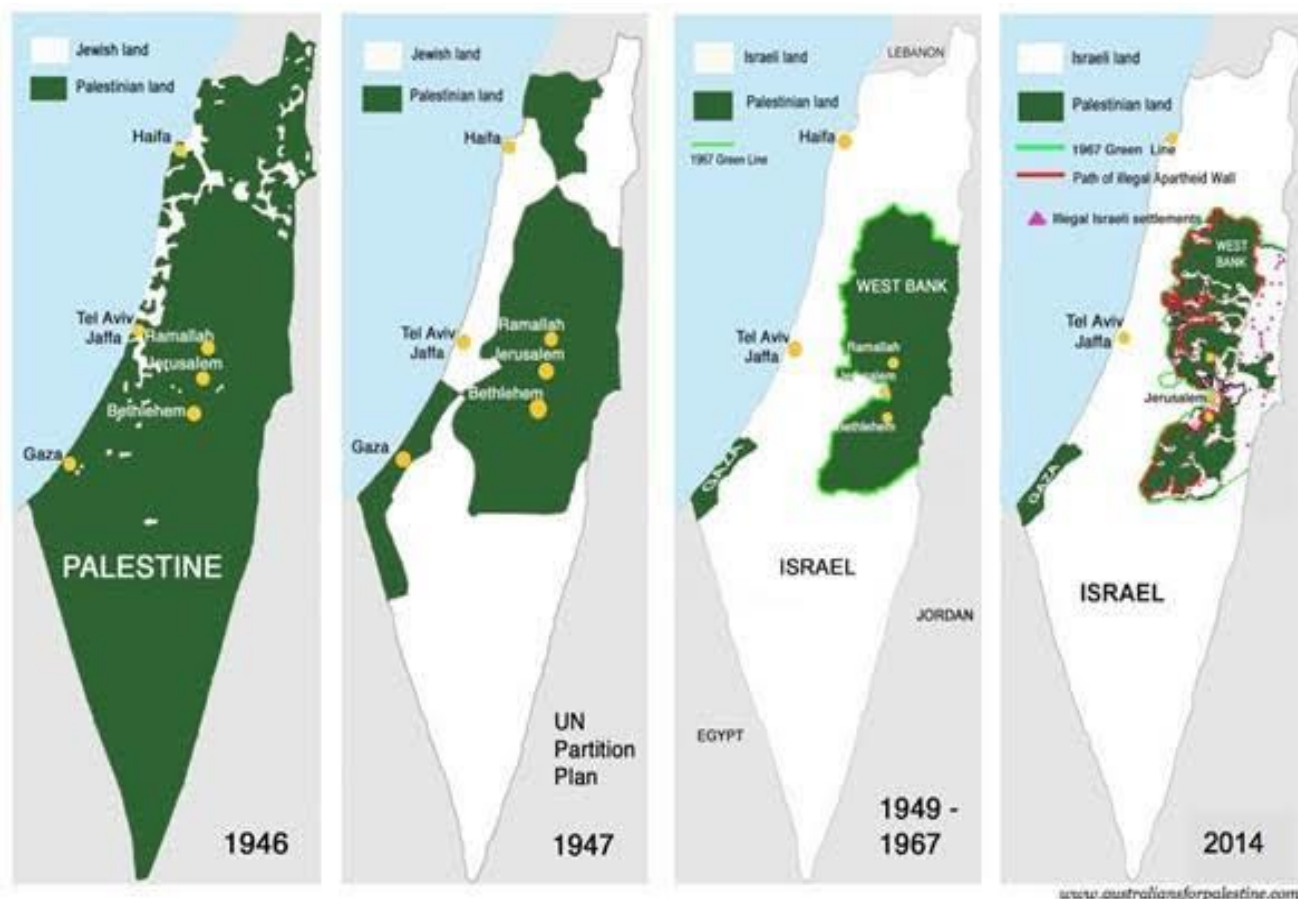 Jewish land
Palestinian land
Haifa
Tel Aviv
Jaffa
Ramallah
Jerusalem
Bethlehem
Gaza
PALESTINE
1946
Jewish land
Palestinian land
Haifa
Tel Aviv
Jaffa
Ramallah
Jerusalem
Bethlehem
Gaza
UN
Partition
Plan
1947
Israeli land
Palestinian land
1967 Green Line
LEBANON
Haifa
WEST BANK
Tel Aviv
Jaffa
Ramallah
Jerusalem
Bethlehem
GAZA
ISRAEL
JORDAN
EGYPT
1949 -
1967
Israeli land
Palestinian land
1967 Green Line
Path of illegal Apartheid Wall
Illegal Israeli settlements
WEST
BANK
Tel Aviv
Jaffa
Jerusalem
GAZA
ISRAEL
2014
www.australiansforpalestine.com